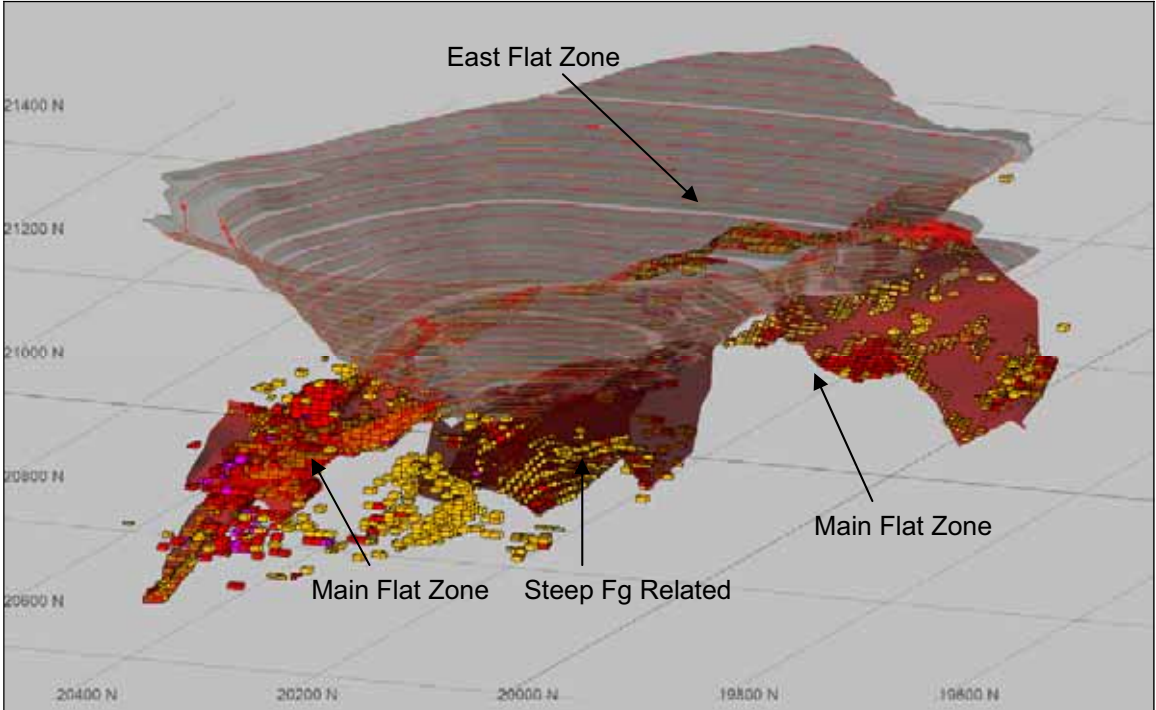 East Flat Zone
21400 N
21200 N
21000 N
20800 N
Main Flat Zone
Main Flat Zone
Steep Fg Related
20600 N
20400 N
20200 N
20000 N
19800 N
19600 N